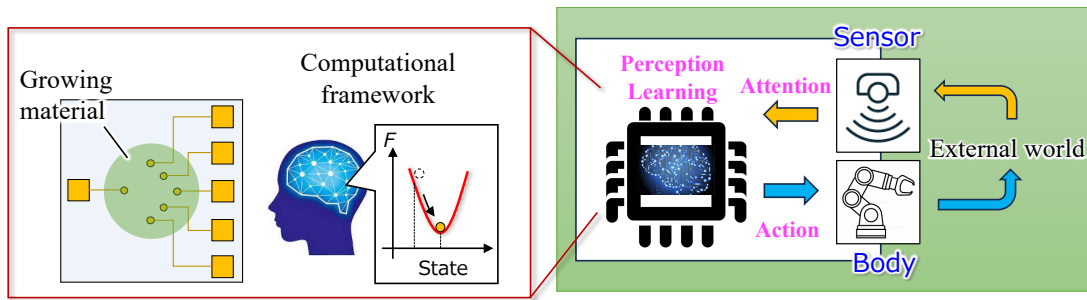 Growing
material
Computational
framework
F
State
Perception
Learning
Attention
Action
Sensor
Body
External world